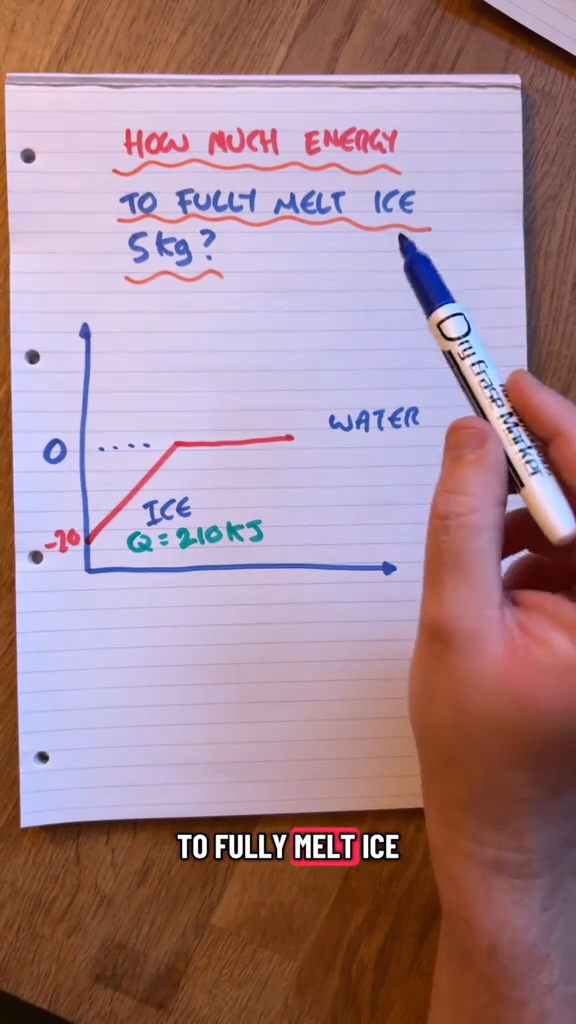 HOW MUCH ENERGY
TO FULLY MELT ICE
5kg?
WATER
0
ICE
-20
Q = 210KJ
Dry Erase Marker
TO FULLY MELT ICE